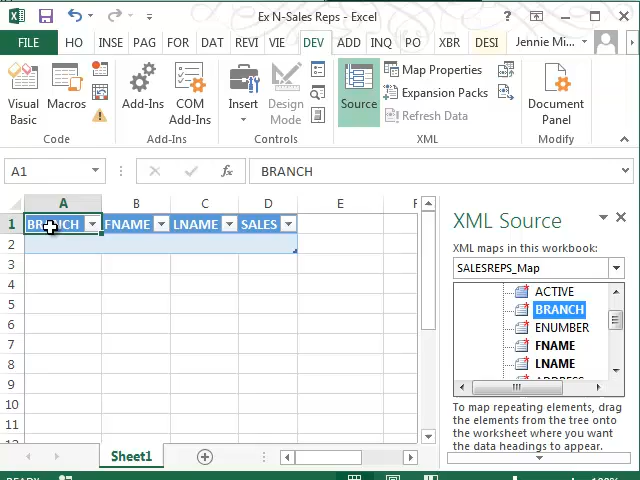 Ex N-Sales Reps - Excel
FILE HO INSE PAG FOR DAT REVI VIE DEV ADD INQ PO XBR DESI Jennie Mi...
Visual Basic
Macros
Code
Add-Ins
COM Add-Ins
Add-Ins
Insert
Design Mode
Controls
Source
Map Properties
Expansion Packs
Refresh Data
XML
Document Panel
Modify
A1
fx
BRANCH
A B C D E F
1 BRANCH FNAME LNAME SALES
2
3
4
5
6
7
8
9
10
11
Sheet1
XML Source
XML maps in this workbook:
SALESREPS_Map
ACTIVE
BRANCH
ENUMBER
FNAME
LNAME
ADDRESS
To map repeating elements, drag
the elements from the tree onto
the worksheet where you want
the data headings to appear.
READY
100%